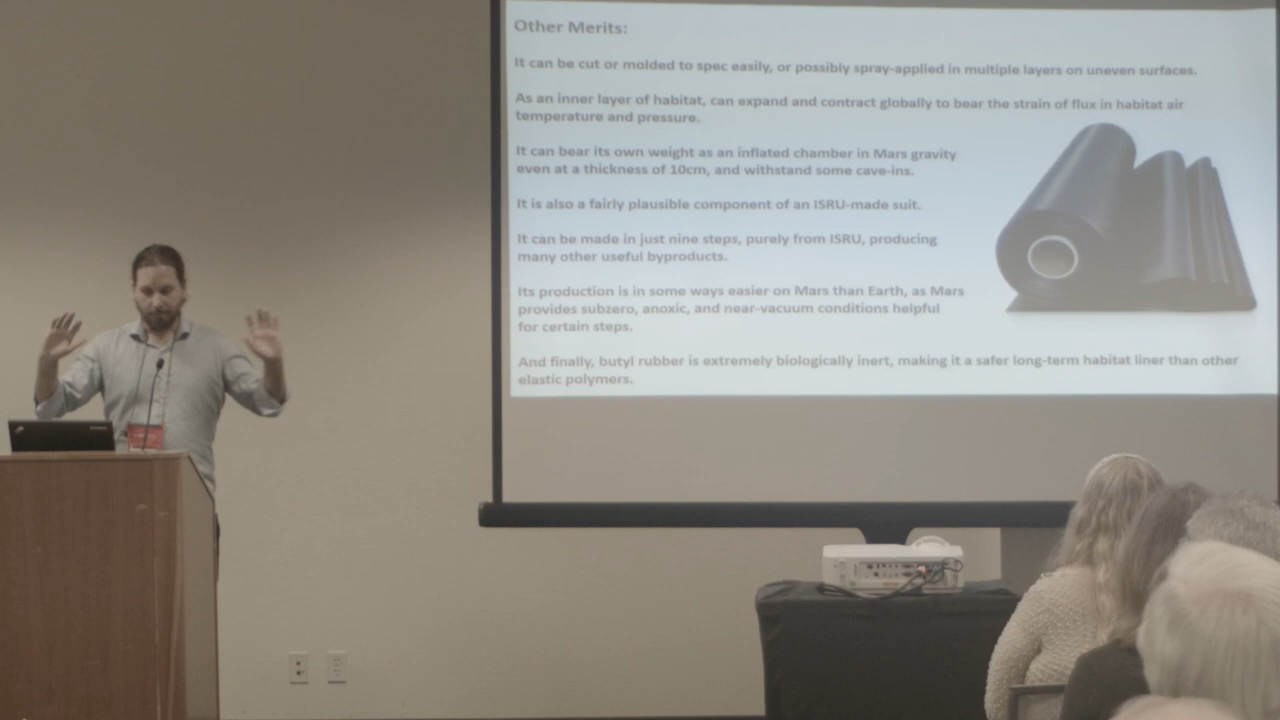 Other Merits:
It can be cut or molded to spec easily, or possibly spray-applied in multiple layers on uneven surfaces.
As an inner layer of habitat, can expand and contract globally to bear the strain of flux in habitat air
temperature and pressure.
It can bear its own weight as an inflated chamber in Mars gravity
even at a thickness of 10cm, and withstand some cave-ins.
It is also a fairly plausible component of an ISRU-made suit.
It can be made in just nine steps, purely from ISRU, producing
many other useful byproducts.
Its production is in some ways easier on Mars than Earth, as Mars
provides subzero, anoxic, and near-vacuum conditions helpful
for certain steps.
And finally, butyl rubber is extremely biologically inert, making it a safer long-term habitat liner than other
elastic polymers.